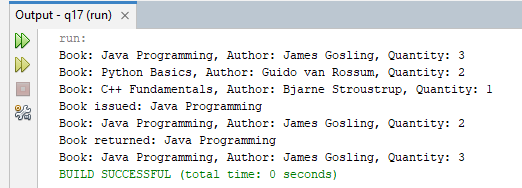 Output - q17 (run) ×
run:
Book: Java Programming, Author: James Gosling, Quantity: 3
Book: Python Basics, Author: Guido van Rossum, Quantity: 2
Book: C++ Fundamentals, Author: Bjarne Stroustrup, Quantity: 1
Book issued: Java Programming
Book: Java Programming, Author: James Gosling, Quantity: 2
Book returned: Java Programming
Book: Java Programming, Author: James Gosling, Quantity: 3
BUILD SUCCESSFUL (total time: 0 seconds)